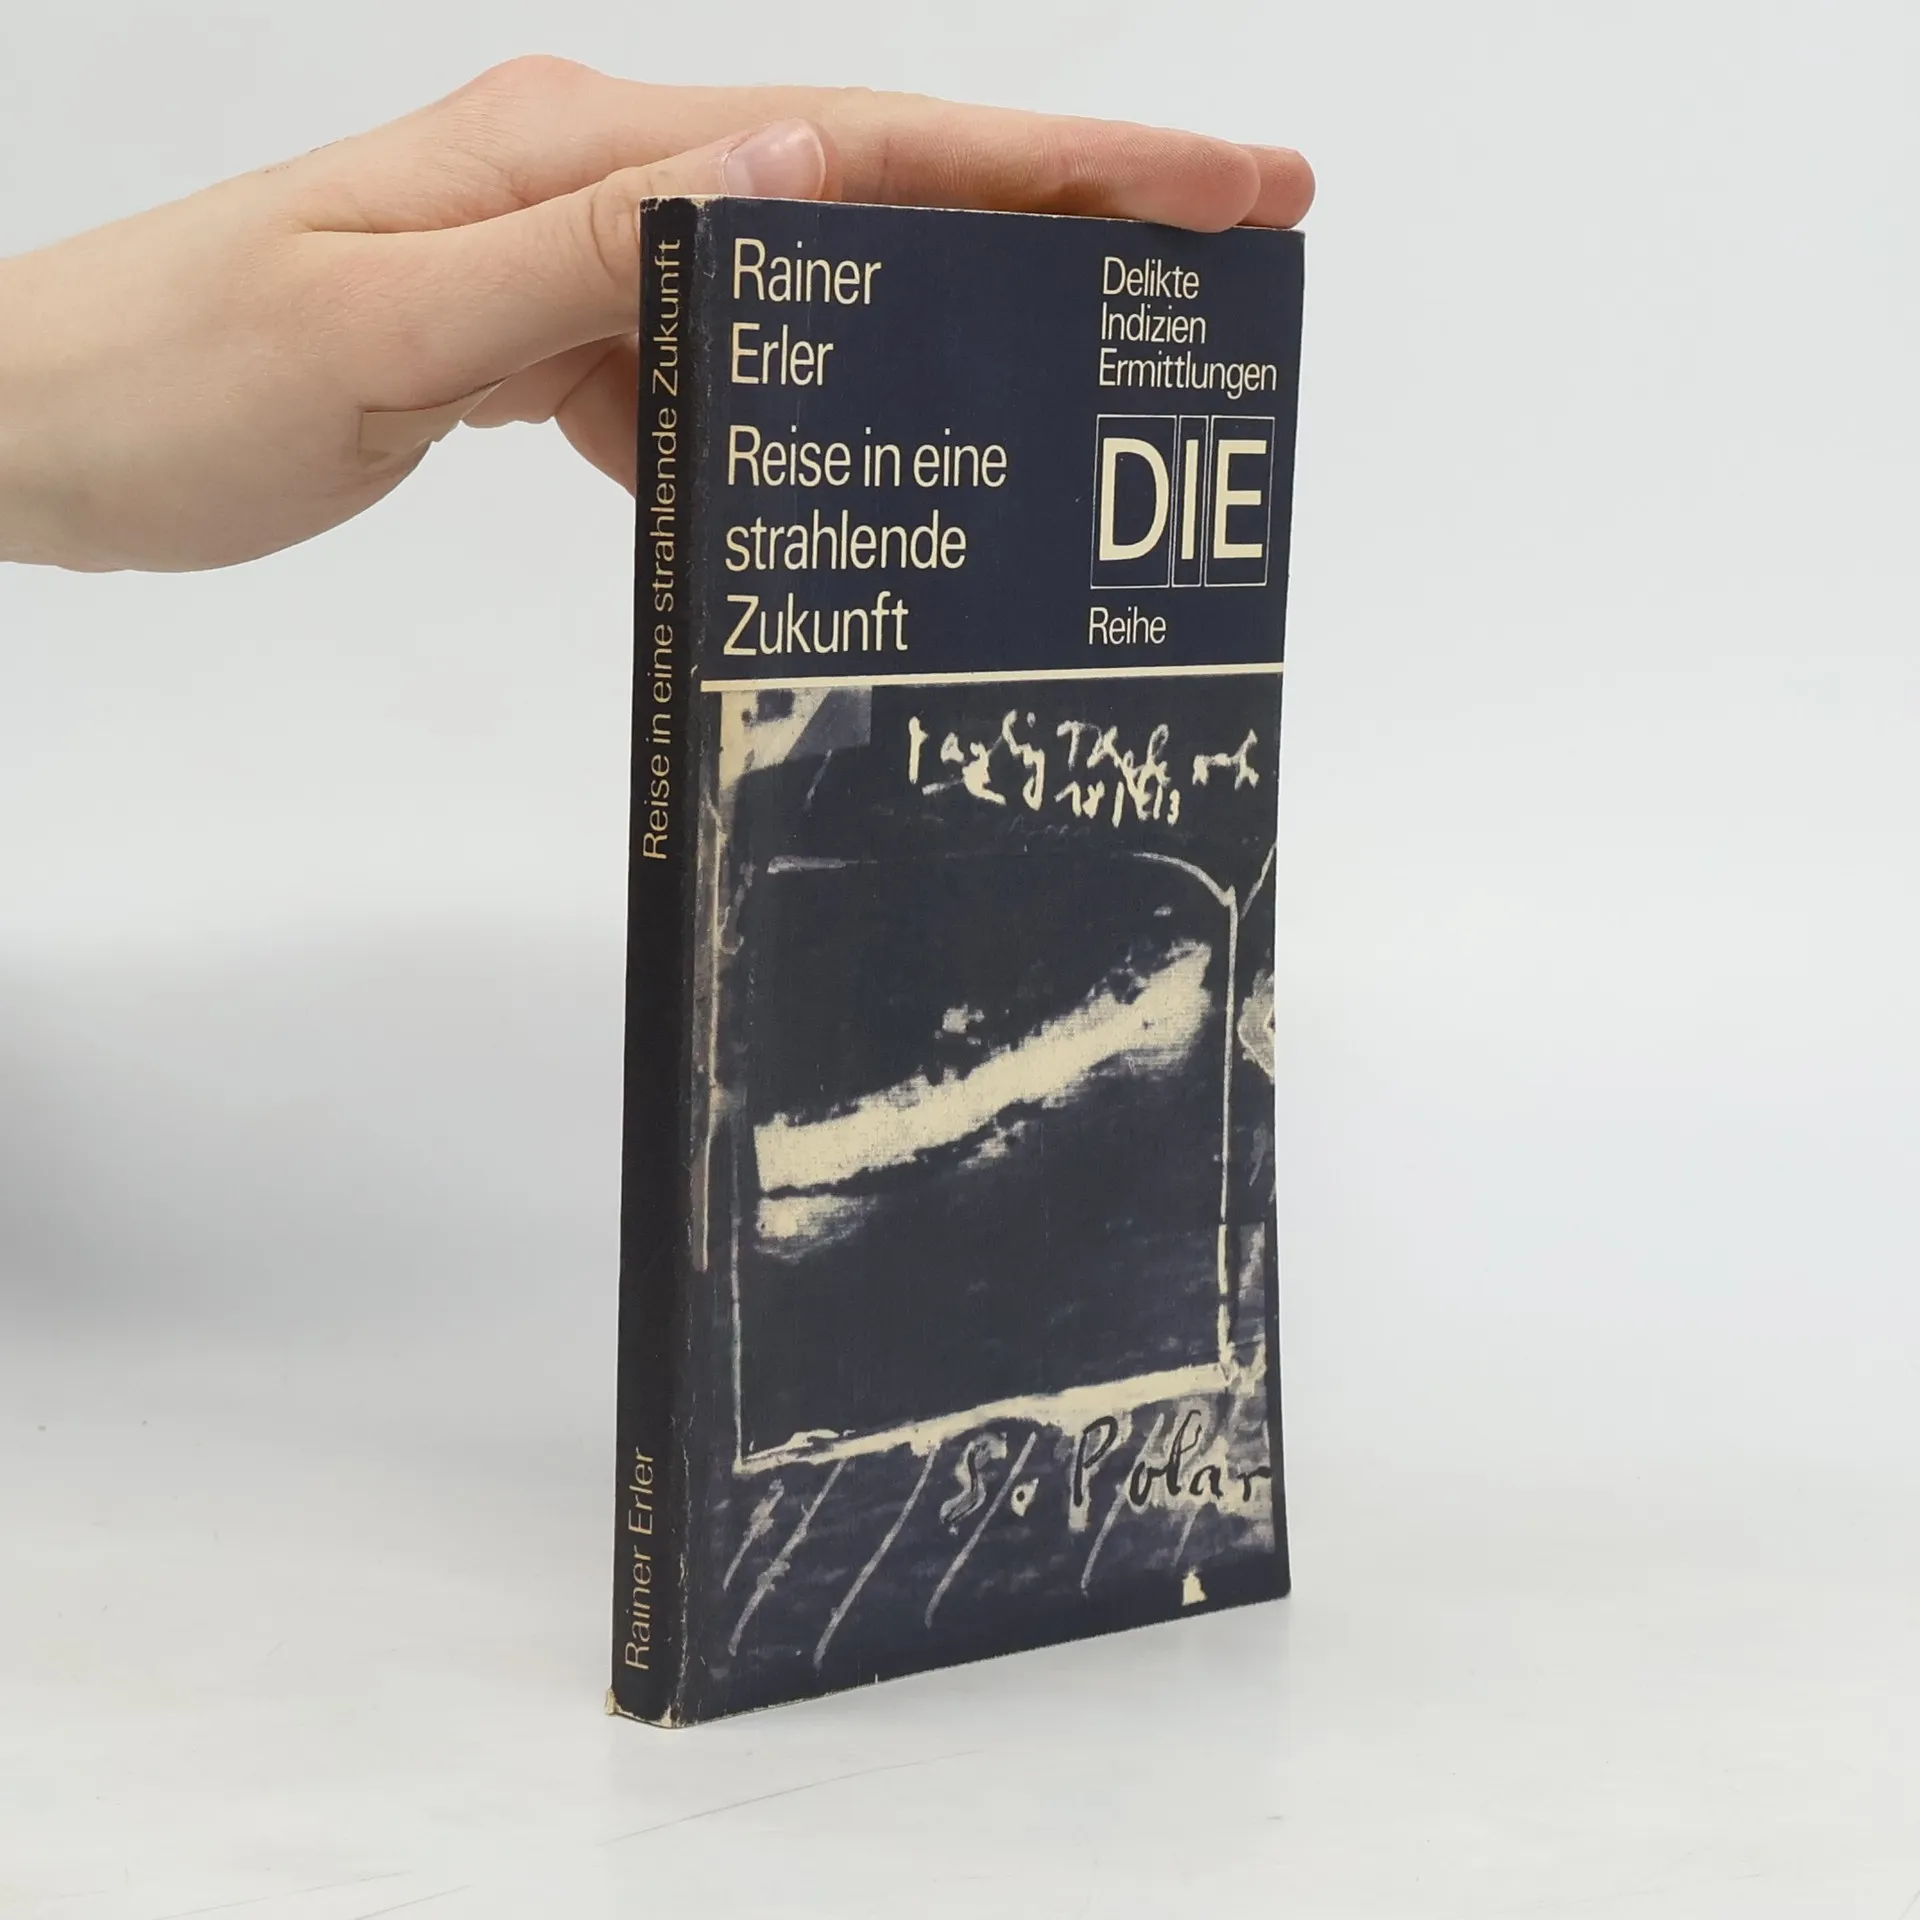 Rainer
Erler
Reise in eine
strahlende
Zukunft
Delikte
Indizien
Ermittlungen
DIE
Reihe
S. Polar
Reise in eine strahlende Zukunft
Rainer Erler